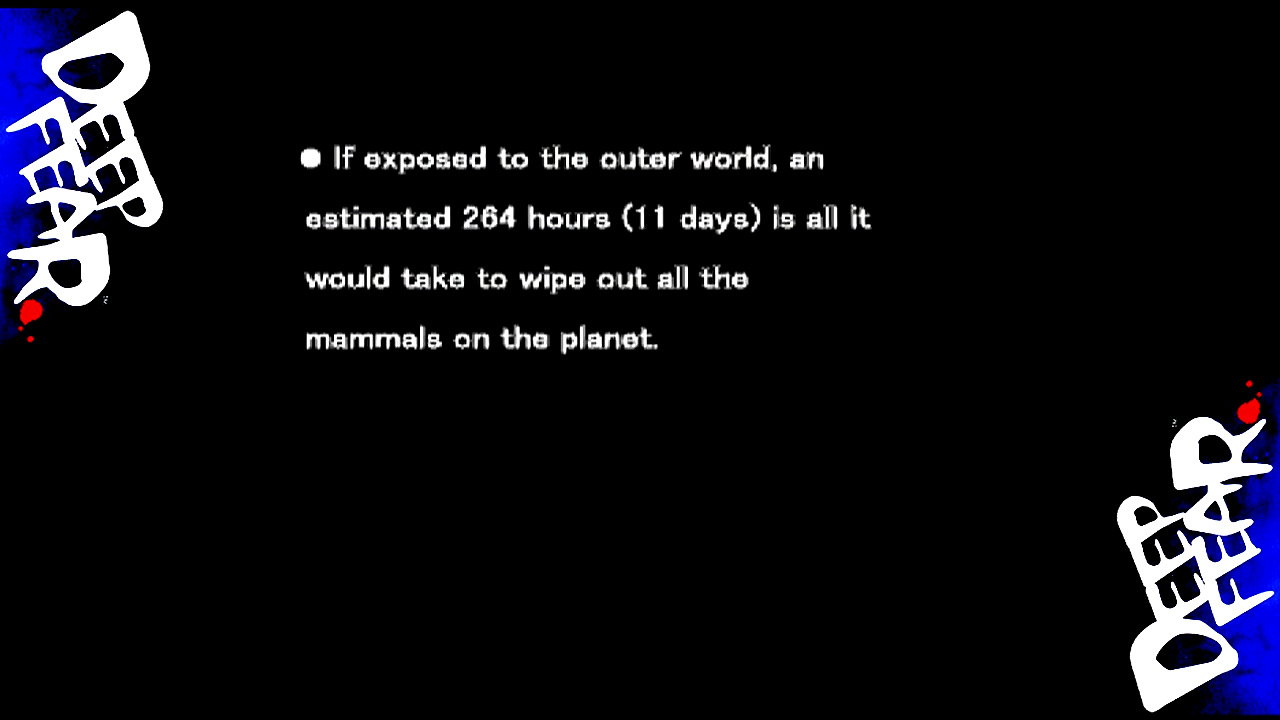 DEEP
FEAR
● If exposed to the outer world, an
estimated 264 hours (11 days) is all it
would take to wipe out all the
mammals on the planet.
DEEP
FEAR